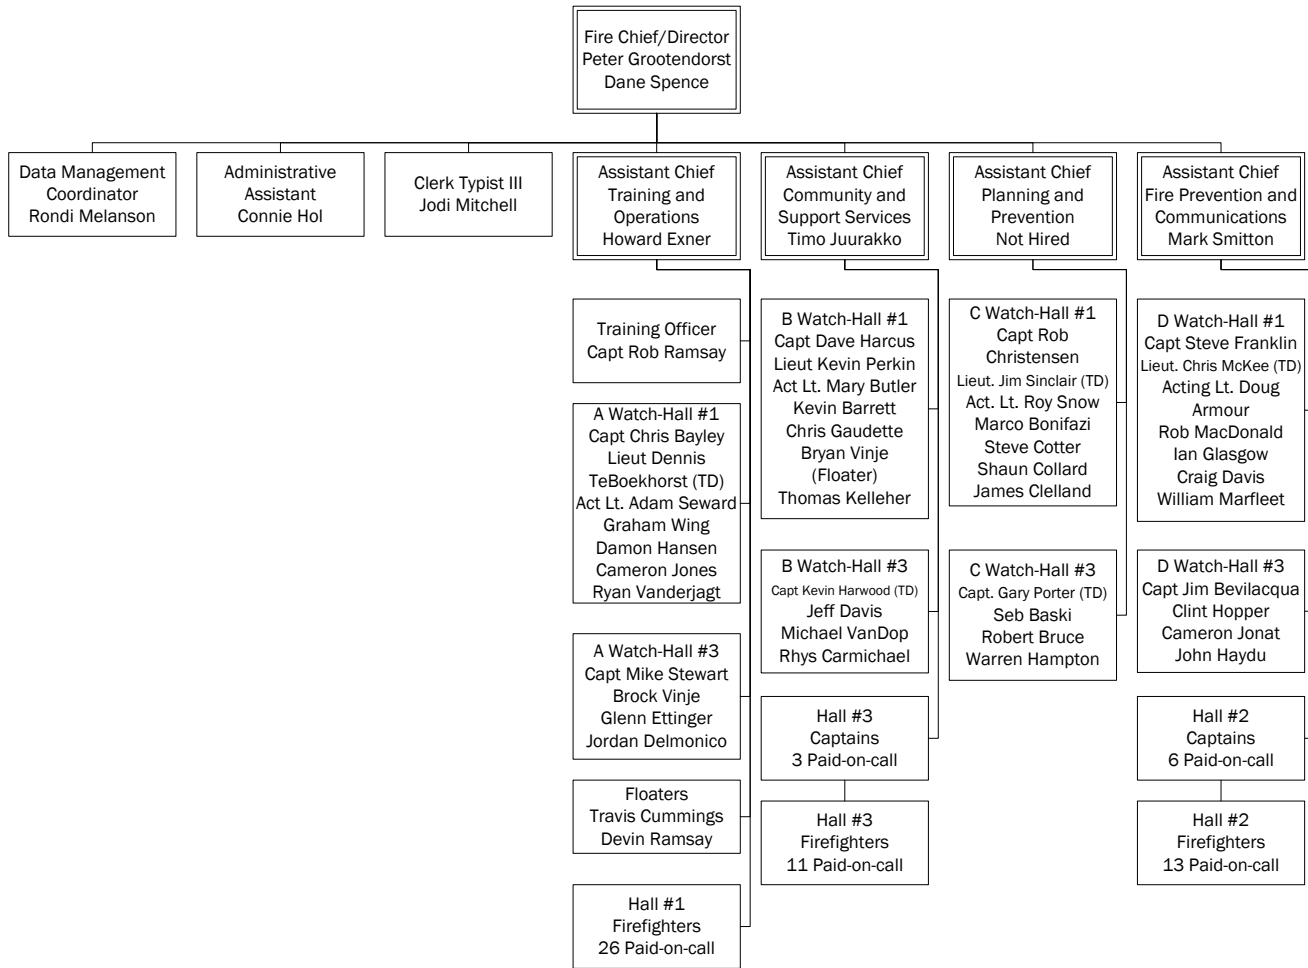 Fire Chief/Director
Peter Grootendorst
Dane Spence
Data Management
Coordinator
Rondi Melanson
Administrative
Assistant
Connie Hol
Clerk Typist III
Jodi Mitchell
Assistant Chief
Training and
Operations
Howard Exner
Assistant Chief
Community and
Support Services
Timo Juurakko
Assistant Chief
Planning and
Prevention
Not Hired
Assistant Chief
Fire Prevention and
Communications
Mark Smitton
Training Officer
Capt Rob Ramsay
A Watch-Hall #1
Capt Chris Bayley
Lieut Dennis
TeBoekhorst (TD)
Act Lt. Adam Seward
Graham Wing
Damon Hansen
Cameron Jones
Ryan Vanderjagt
A Watch-Hall #3
Capt Mike Stewart
Brock Vinje
Glenn Ettinger
Jordan Delmonico
Floaters
Travis Cummings
Devin Ramsay
Hall #1
Firefighters
26 Paid-on-call
B Watch-Hall #1
Capt Dave Harcus
Lieut Kevin Perkin
Act Lt. Mary Butler
Kevin Barrett
Chris Gaudette
Bryan Vinje
(Floater)
Thomas Kelleher
B Watch-Hall #3
Capt Kevin Harwood (TD)
Jeff Davis
Michael VanDop
Rhys Carmichael
Hall #3
Captains
3 Paid-on-call
Hall #3
Firefighters
11 Paid-on-call
C Watch-Hall #1
Capt Rob
Christensen
Lieut. Jim Sinclair (TD)
Act. Lt. Roy Snow
Marco Bonifazi
Steve Cotter
Shaun Collard
James Clelland
C Watch-Hall #3
Capt. Gary Porter (TD)
Seb Baski
Robert Bruce
Warren Hampton
D Watch-Hall #1
Capt Steve Franklin
Lieut. Chris McKee (TD)
Acting Lt. Doug
Armour
Rob MacDonald
Ian Glasgow
Craig Davis
William Marfleet
D Watch-Hall #3
Capt Jim Bevilacqua
Clint Hopper
Cameron Jonat
John Haydu
Hall #2
Captains
6 Paid-on-call
Hall #2
Firefighters
13 Paid-on-call